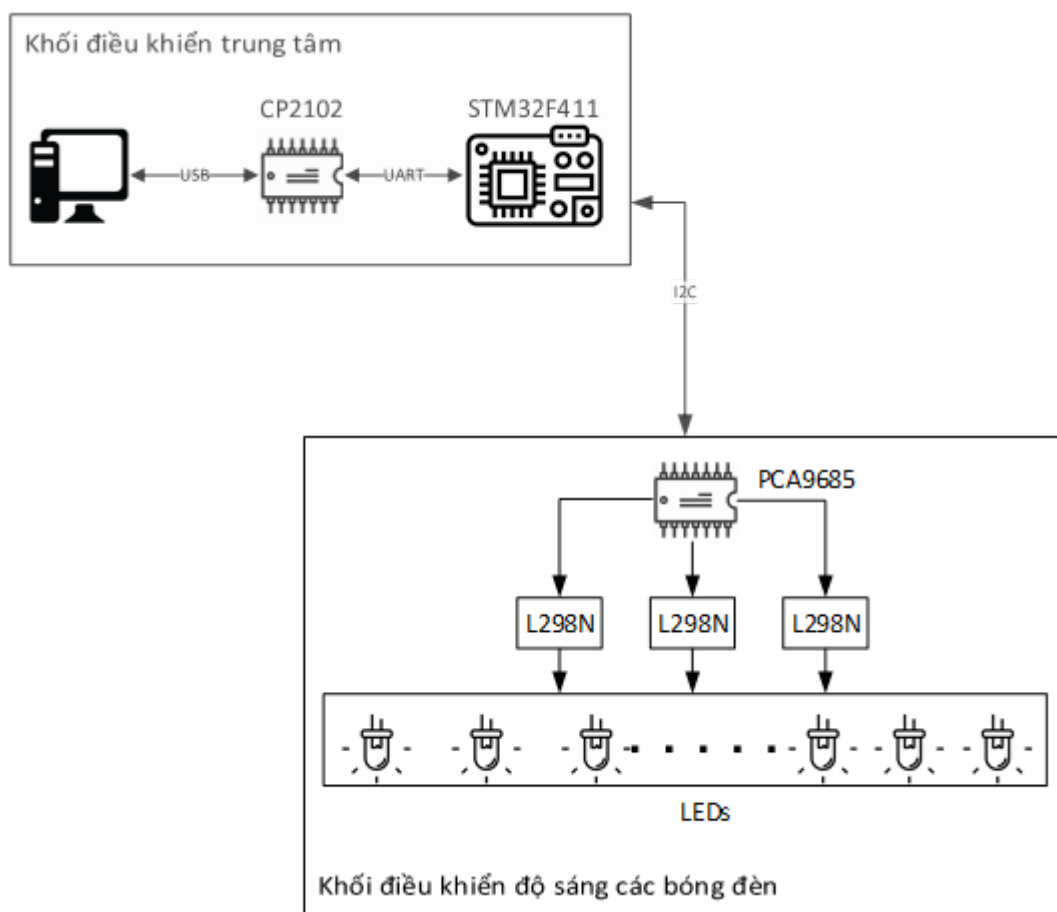 Khối điều khiển trung tâm
CP2102
STM32F411
USB
UART
I2C
PCA9685
L298N
L298N
L298N
LEDs
Khối điều khiển độ sáng các bóng đèn